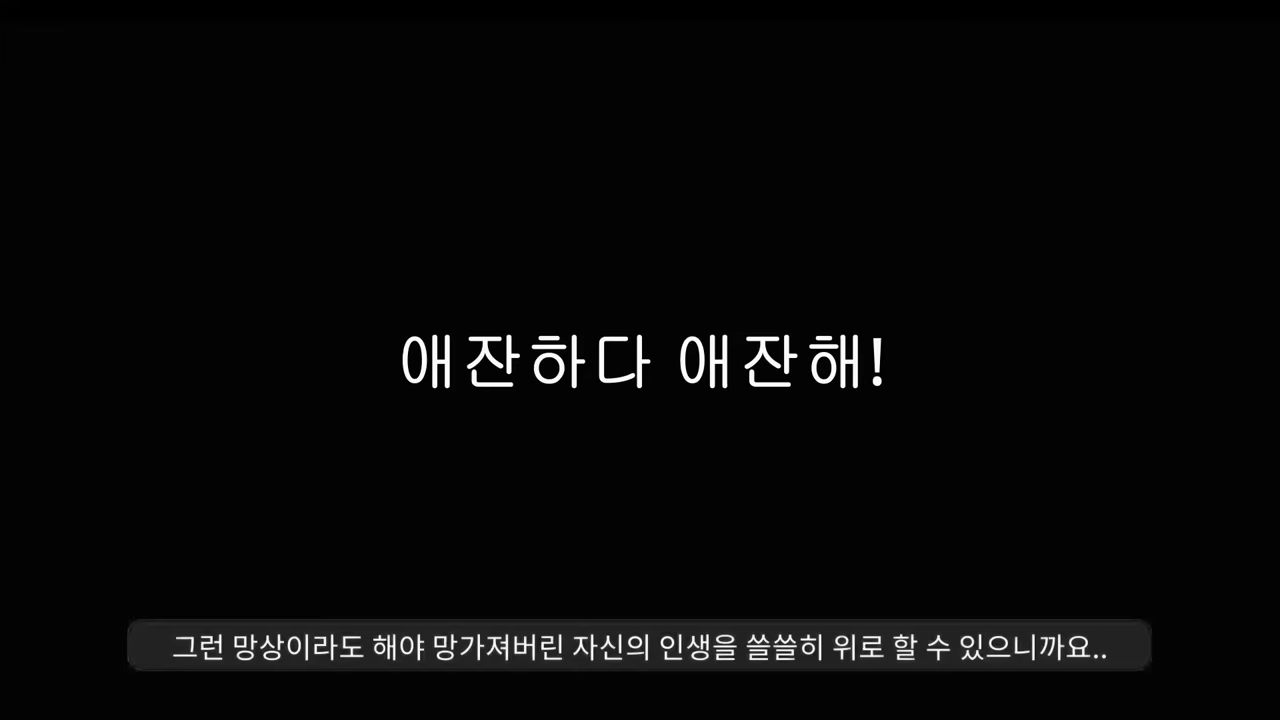 애잔하다 애잔해!
그런 망상이라도 해야 망가져버린 자신의 인생을 쓸쓸히 위로 할 수 있으니까요..